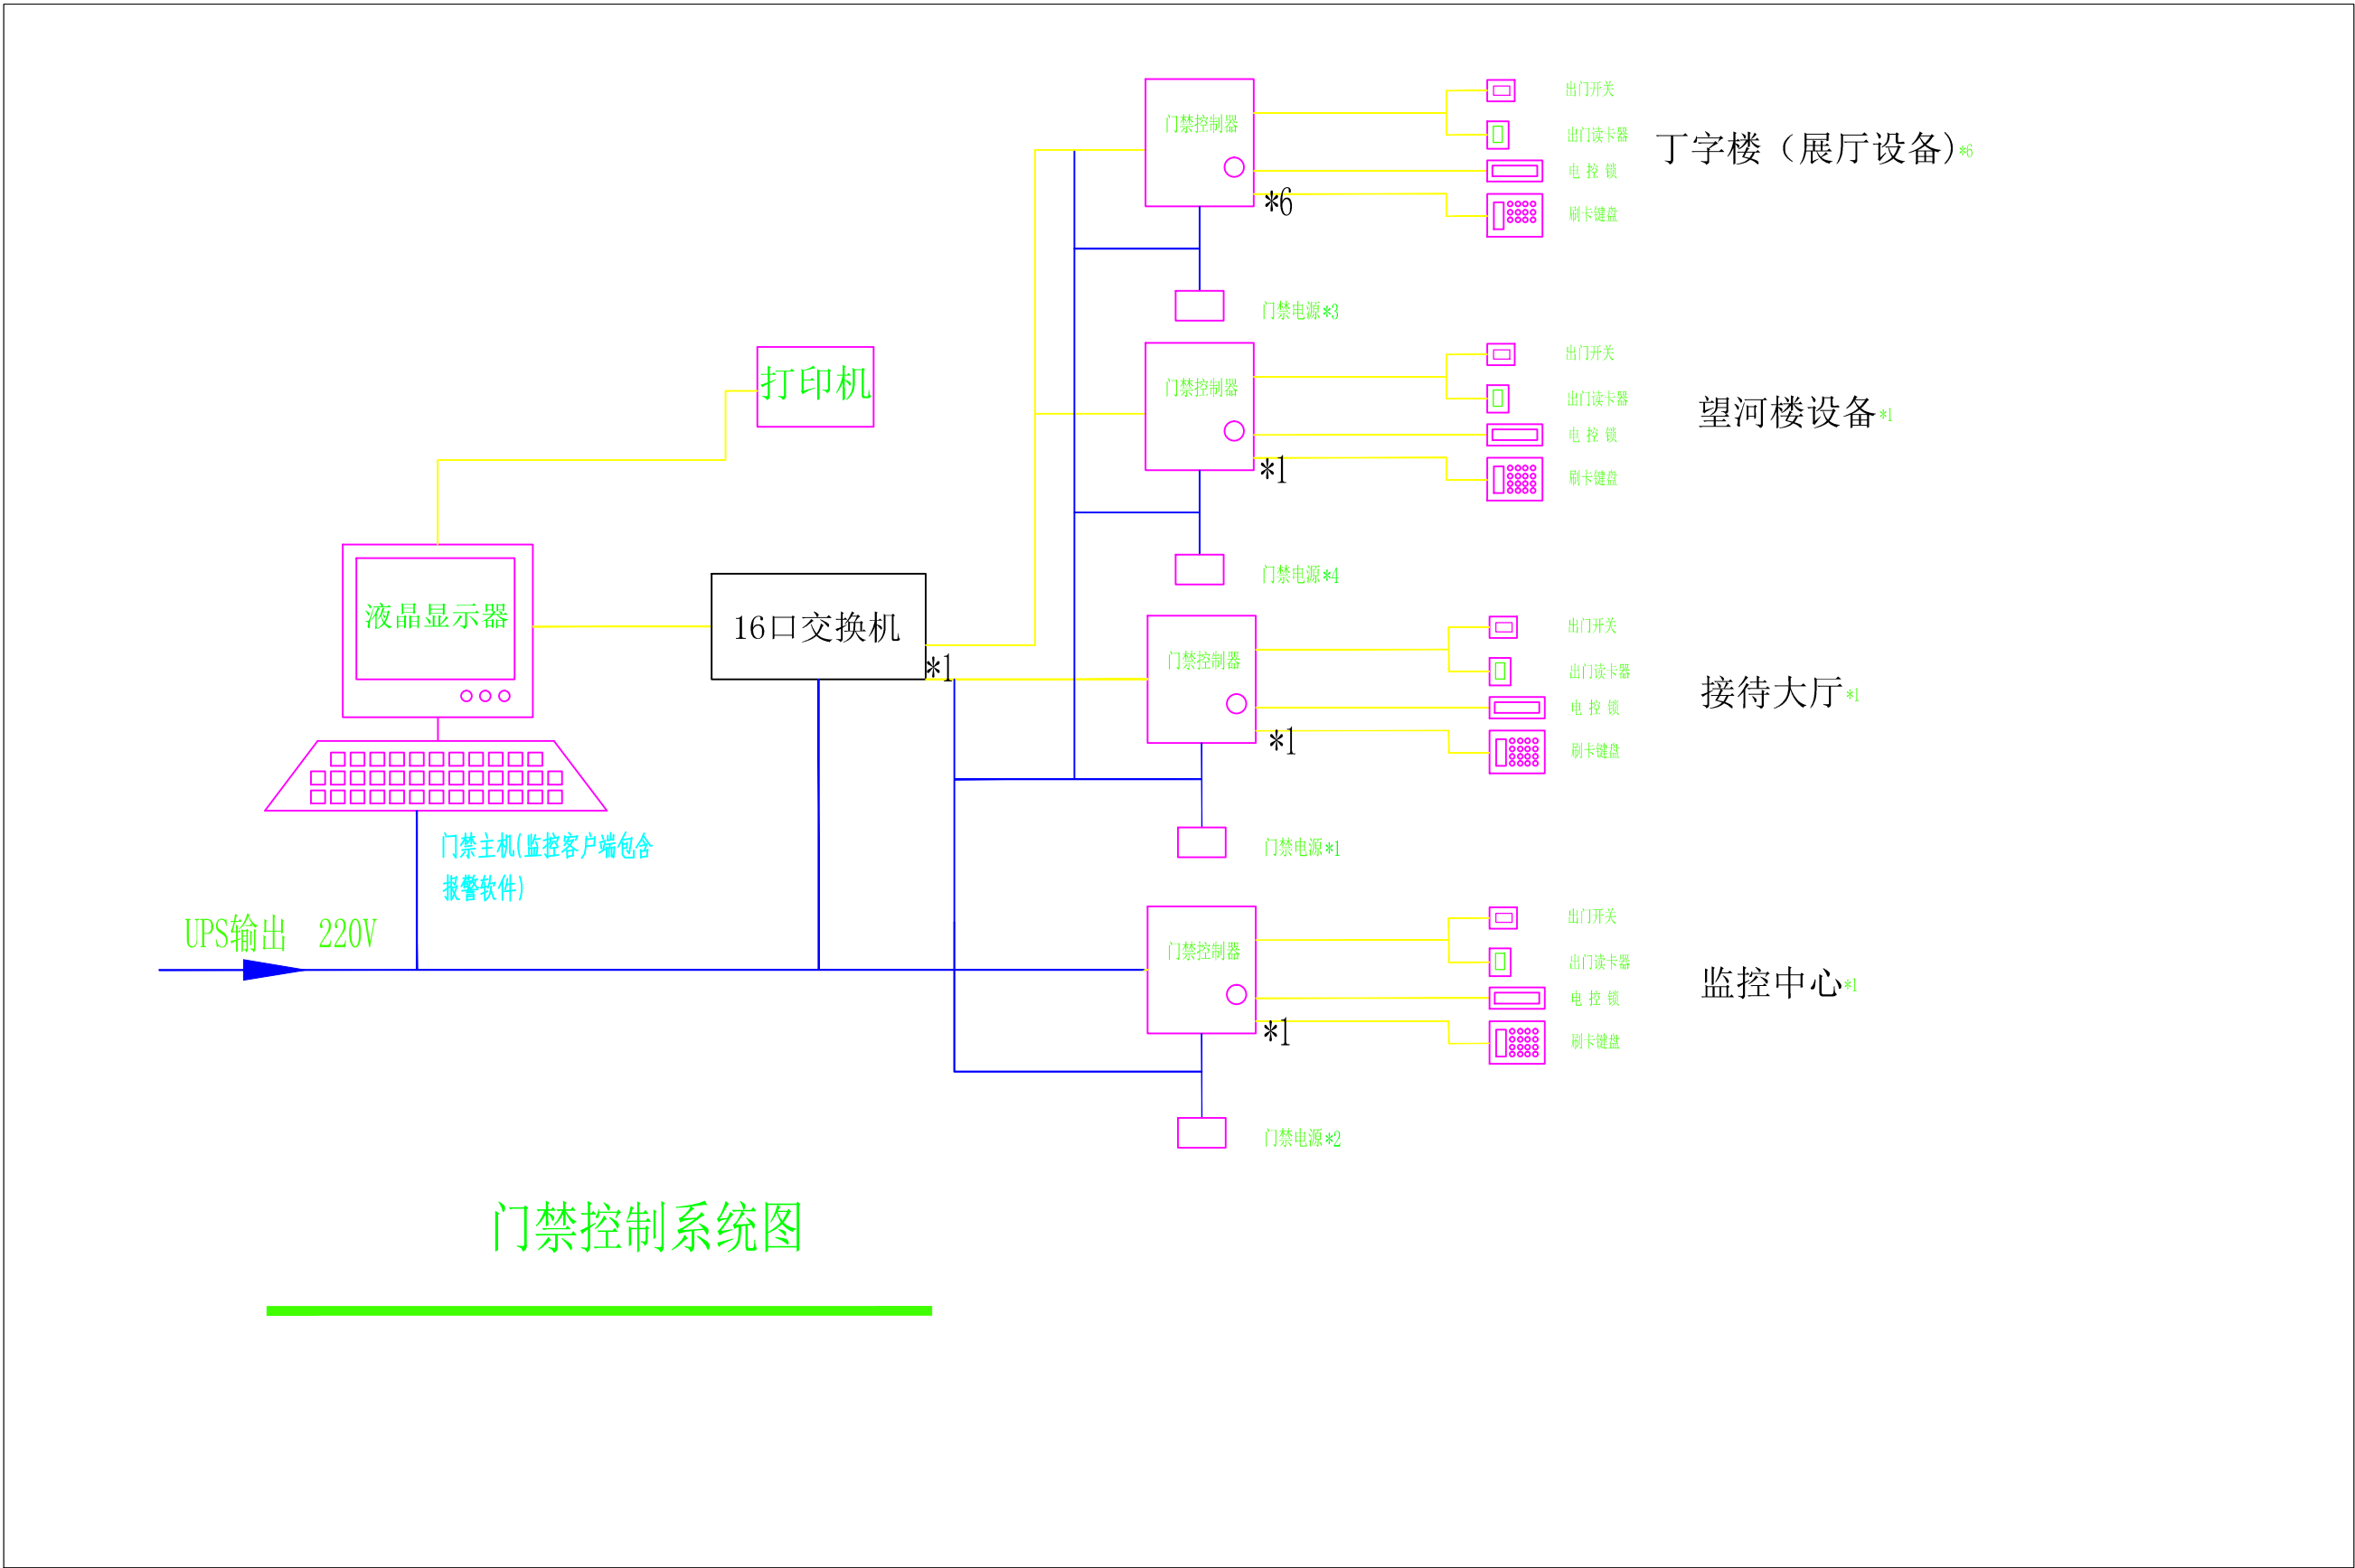 门禁控制器
*6
出门开关
出门读卡器
电 控 锁
刷卡键盘
丁字楼（展厅设备)*6
门禁电源*3
打印机
门禁控制器
*1
出门开关
出门读卡器
电 控 锁
刷卡键盘
望河楼设备*1
门禁电源*4
液晶显示器
16口交换机
*1
门禁控制器
*1
出门开关
出门读卡器
电 控 锁
刷卡键盘
接待大厅*1
门禁电源*1
门禁主机(监控客户端包含
报警软件)
UPS输出 220V
门禁控制器
*1
出门开关
出门读卡器
电 控 锁
刷卡键盘
监控中心*1
门禁电源*2
门禁控制系统图